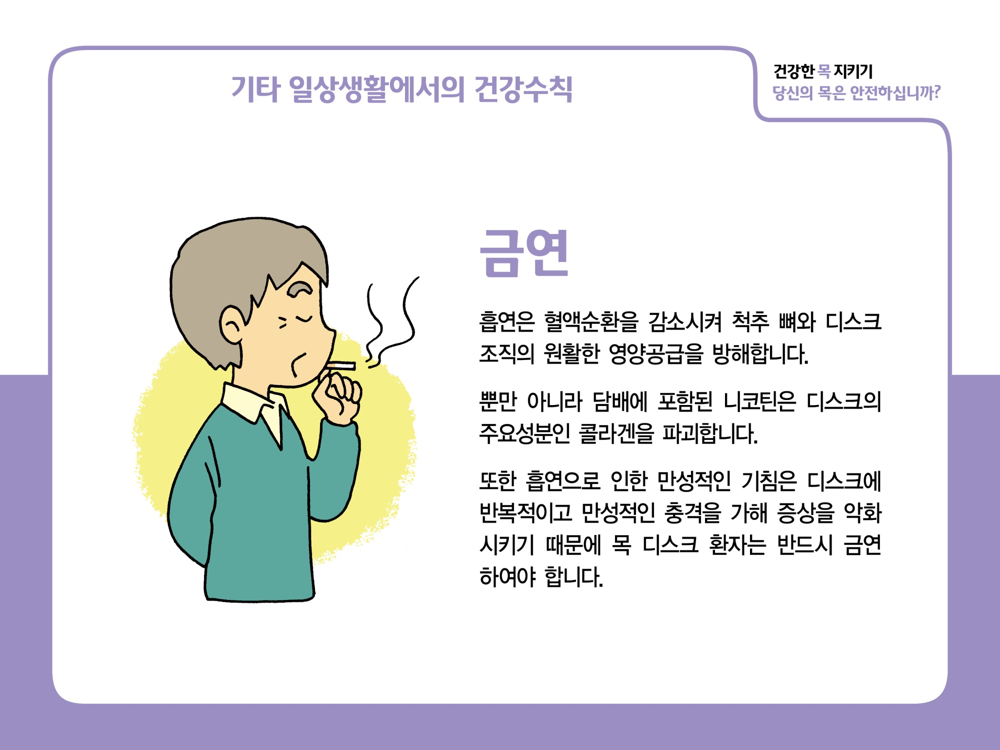 기타 일상생활에서의 건강수칙
건강한 목 지키기
당신의 목은 안전하십니까?
금연
흡연은 혈액순환을 감소시켜 척추 뼈와 디스크
조직의 원활한 영양공급을 방해합니다.
뿐만 아니라 담배에 포함된 니코틴은 디스크의
주요성분인 콜라겐을 파괴합니다.
또한 흡연으로 인한 만성적인 기침은 디스크에
반복적이고 만성적인 충격을 가해 증상을 악화
시키기 때문에 목 디스크 환자는 반드시 금연
하여야 합니다.